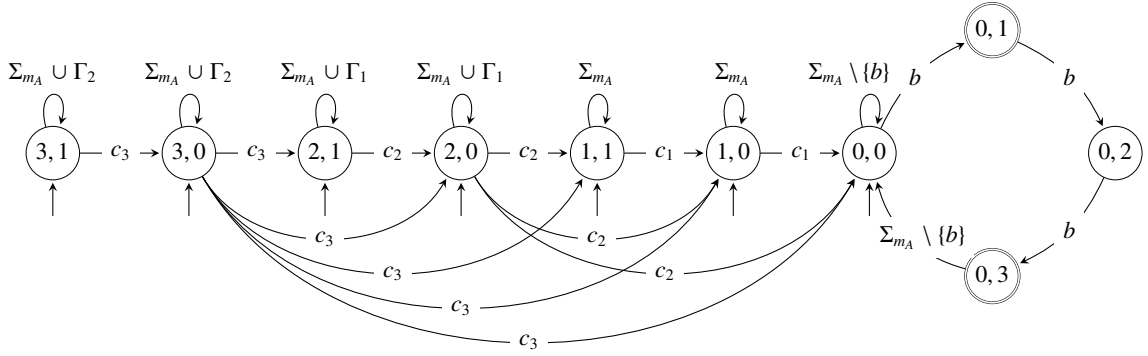 0, 1
Σ_{m_A} ∪ Γ_2 Σ_{m_A} ∪ Γ_2 Σ_{m_A} ∪ Γ_1 Σ_{m_A} ∪ Γ_1 Σ_{m_A} Σ_{m_A} Σ_{m_A} \ {b} b b
3, 1 c_3 3, 0 c_3 2, 1 c_2 2, 0 c_2 1, 1 c_1 1, 0 c_1 0, 0 0, 2
c_3 c_2 Σ_{m_A} \ {b} b
c_3 c_2 0, 3
c_3
c_3